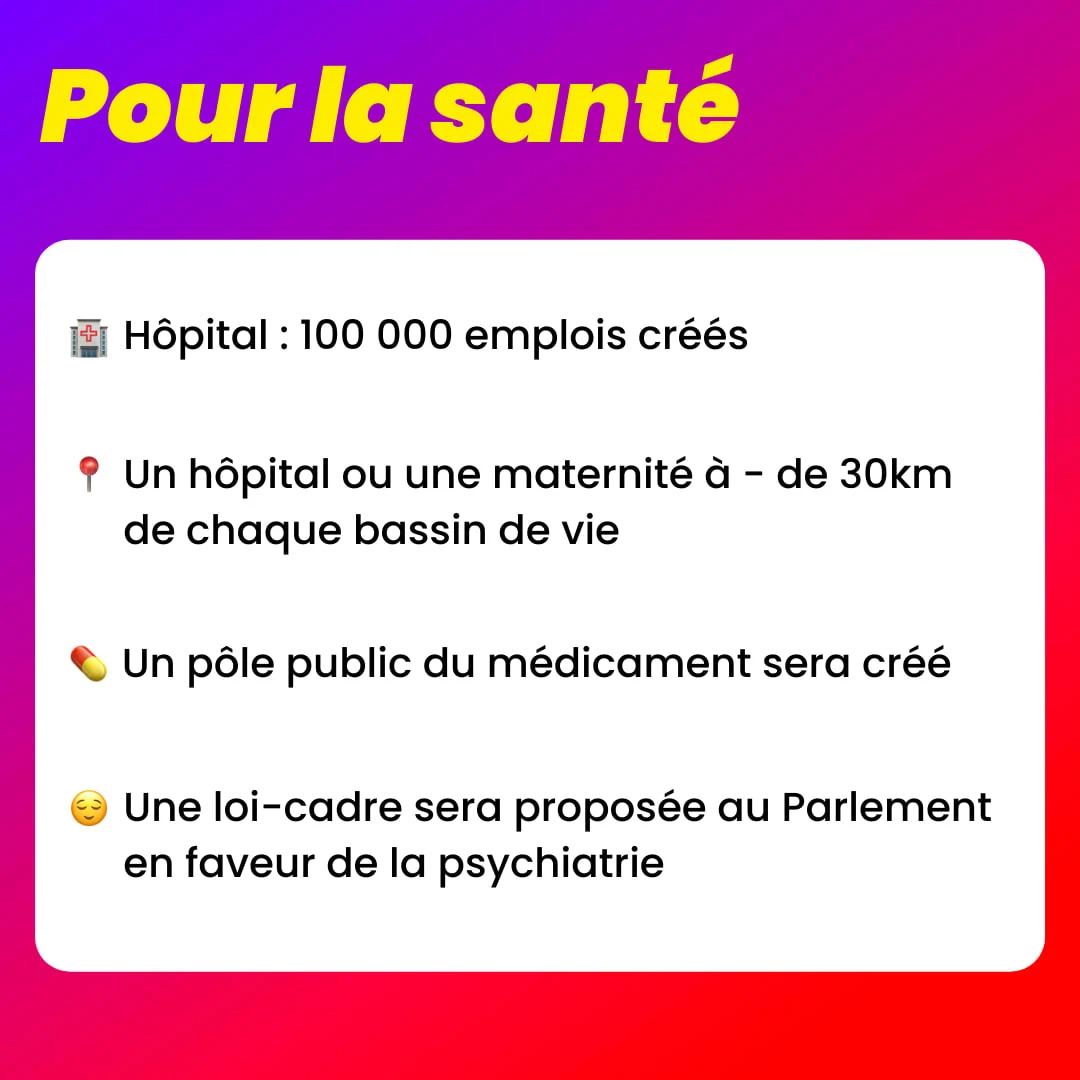 Pour la santé
Hôpital : 100 000 emplois créés
Un hôpital ou une maternité à - de 30km
de chaque bassin de vie
Un pôle public du médicament sera créé
Une loi-cadre sera proposée au Parlement
en faveur de la psychiatrie